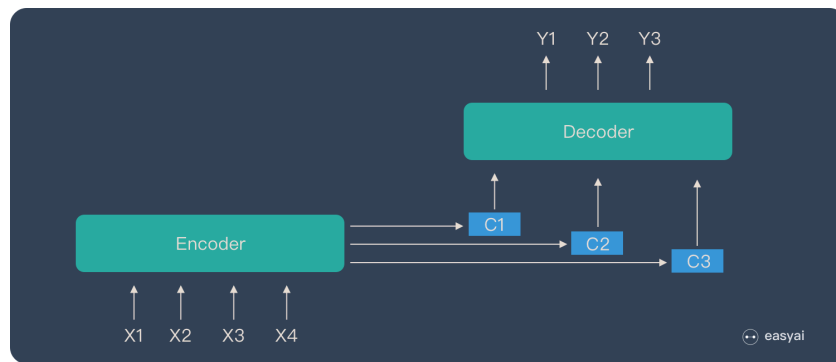 Y1 Y2 Y3
Decoder
C1
Encoder
C2
C3
X1 X2 X3 X4
easyai